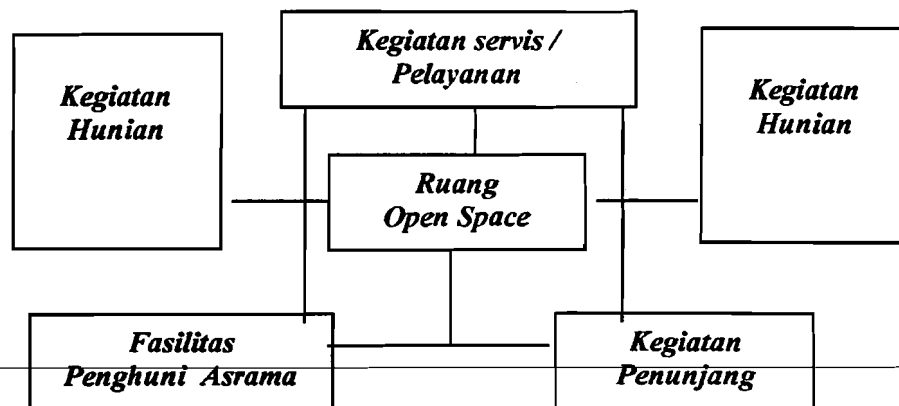 Kegiatan servis /
Pelayanan
Kegiatan
Hunian
Kegiatan
Hunian
Ruang
Open Space
Fasilitas
Penghuni Asrama
Kegiatan
Penunjang